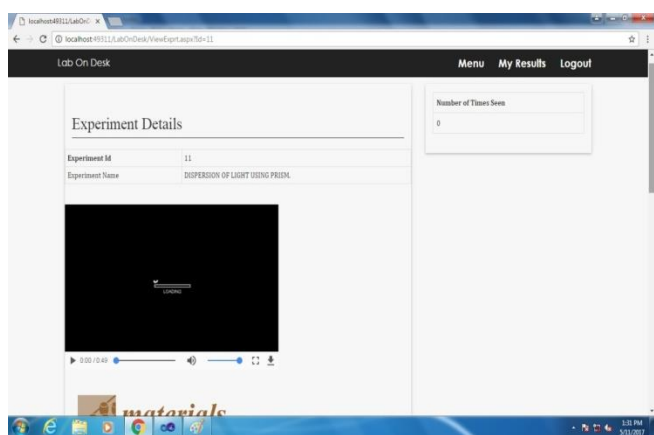 localhost:49311/LabOnD
localhost:49311/LabOnDesk/ViewExprt.aspx?Id=11
Lab On Desk
Menu My Results Logout
Experiment Details
Experiment Id 11
Experiment Name DISPERSION OF LIGHT USING PRISM.
Number of Times Seen
0
LOADING
0:00 / 0:49
materials
1:31 PM
5/11/2017